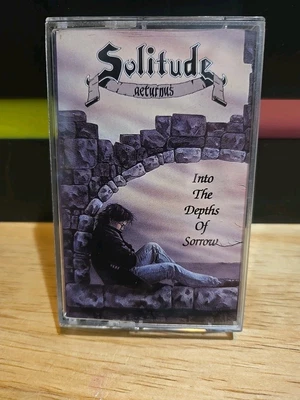 Solitude
aeturnus
Into
The
Depths
Of
Sorrow...